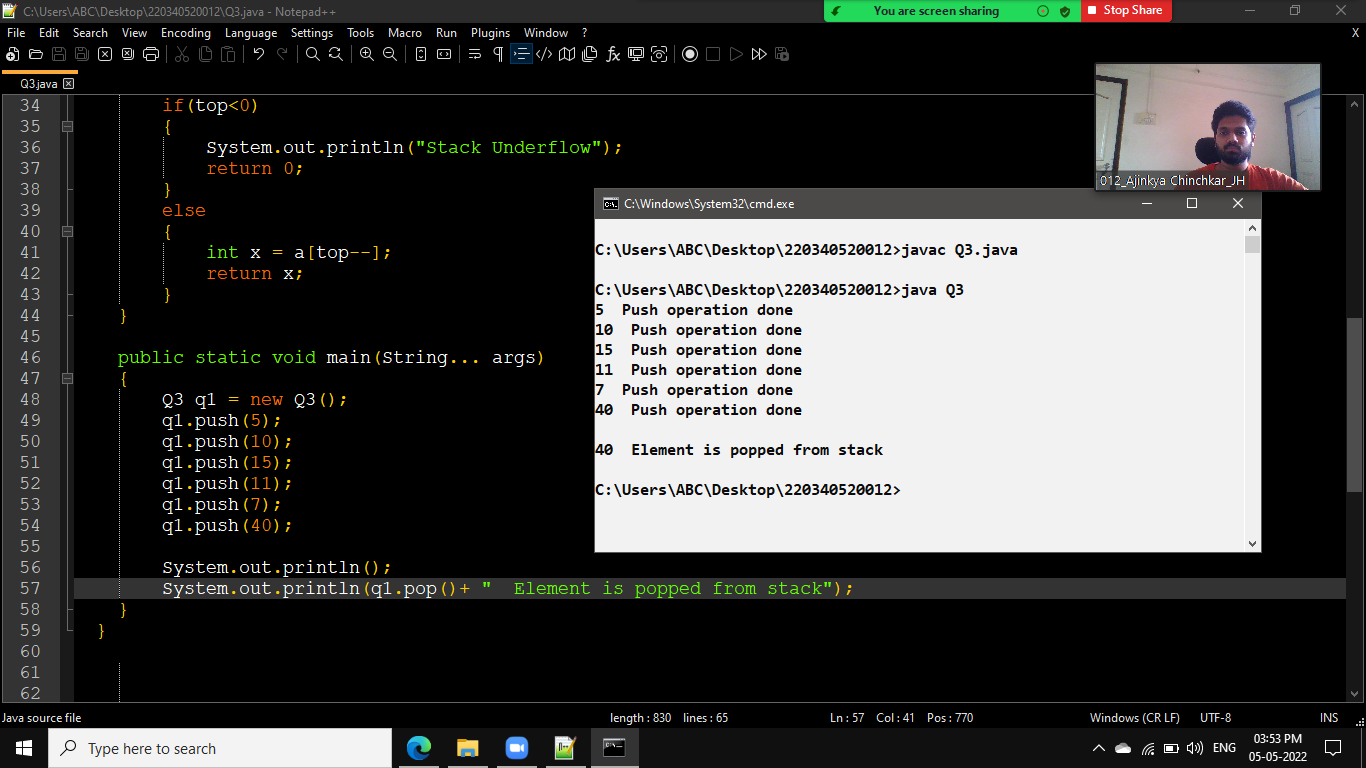 C:\Users\ABC\Desktop\220340520012\Q3.java - Notepad++
You are screen sharing
Stop Share
File Edit Search View Encoding Language Settings Tools Macro Run Plugins Window ? X
Q3.java
34 if(top<0)
35 {
36 System.out.println("Stack Underflow");
37 return 0;
38 }
39 else
40 {
41 int x = a[top--];
42 return x;
43 }
44 }
45
46 public static void main(String... args)
47 {
48 Q3 q1 = new Q3();
49 q1.push(5);
50 q1.push(10);
51 q1.push(15);
52 q1.push(11);
53 q1.push(7);
54 q1.push(40);
55
56 System.out.println();
57 System.out.println(q1.pop()+ "  Element is popped from stack");
58 }
59 }
60
61
62
012_Ajinkya Chinchkar_JH
C:\Windows\System32\cmd.exe
C:\Users\ABC\Desktop\220340520012>javac Q3.java
C:\Users\ABC\Desktop\220340520012>java Q3
5  Push operation done
10  Push operation done
15  Push operation done
11  Push operation done
7  Push operation done
40  Push operation done
40  Element is popped from stack
C:\Users\ABC\Desktop\220340520012>
Java source file length : 830 lines : 65 Ln : 57 Col : 41 Pos : 770 Windows (CR LF) UTF-8 INS
Type here to search
ENG
03:53 PM
05-05-2022